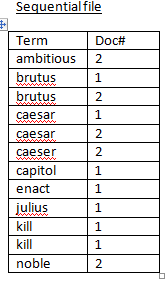 Sequential file
Term Doc#
ambitious 2
brutus 1
brutus 2
caesar 1
caesar 2
caeser 2
capitol 1
enact 1
julius 1
kill 1
kill 1
noble 2